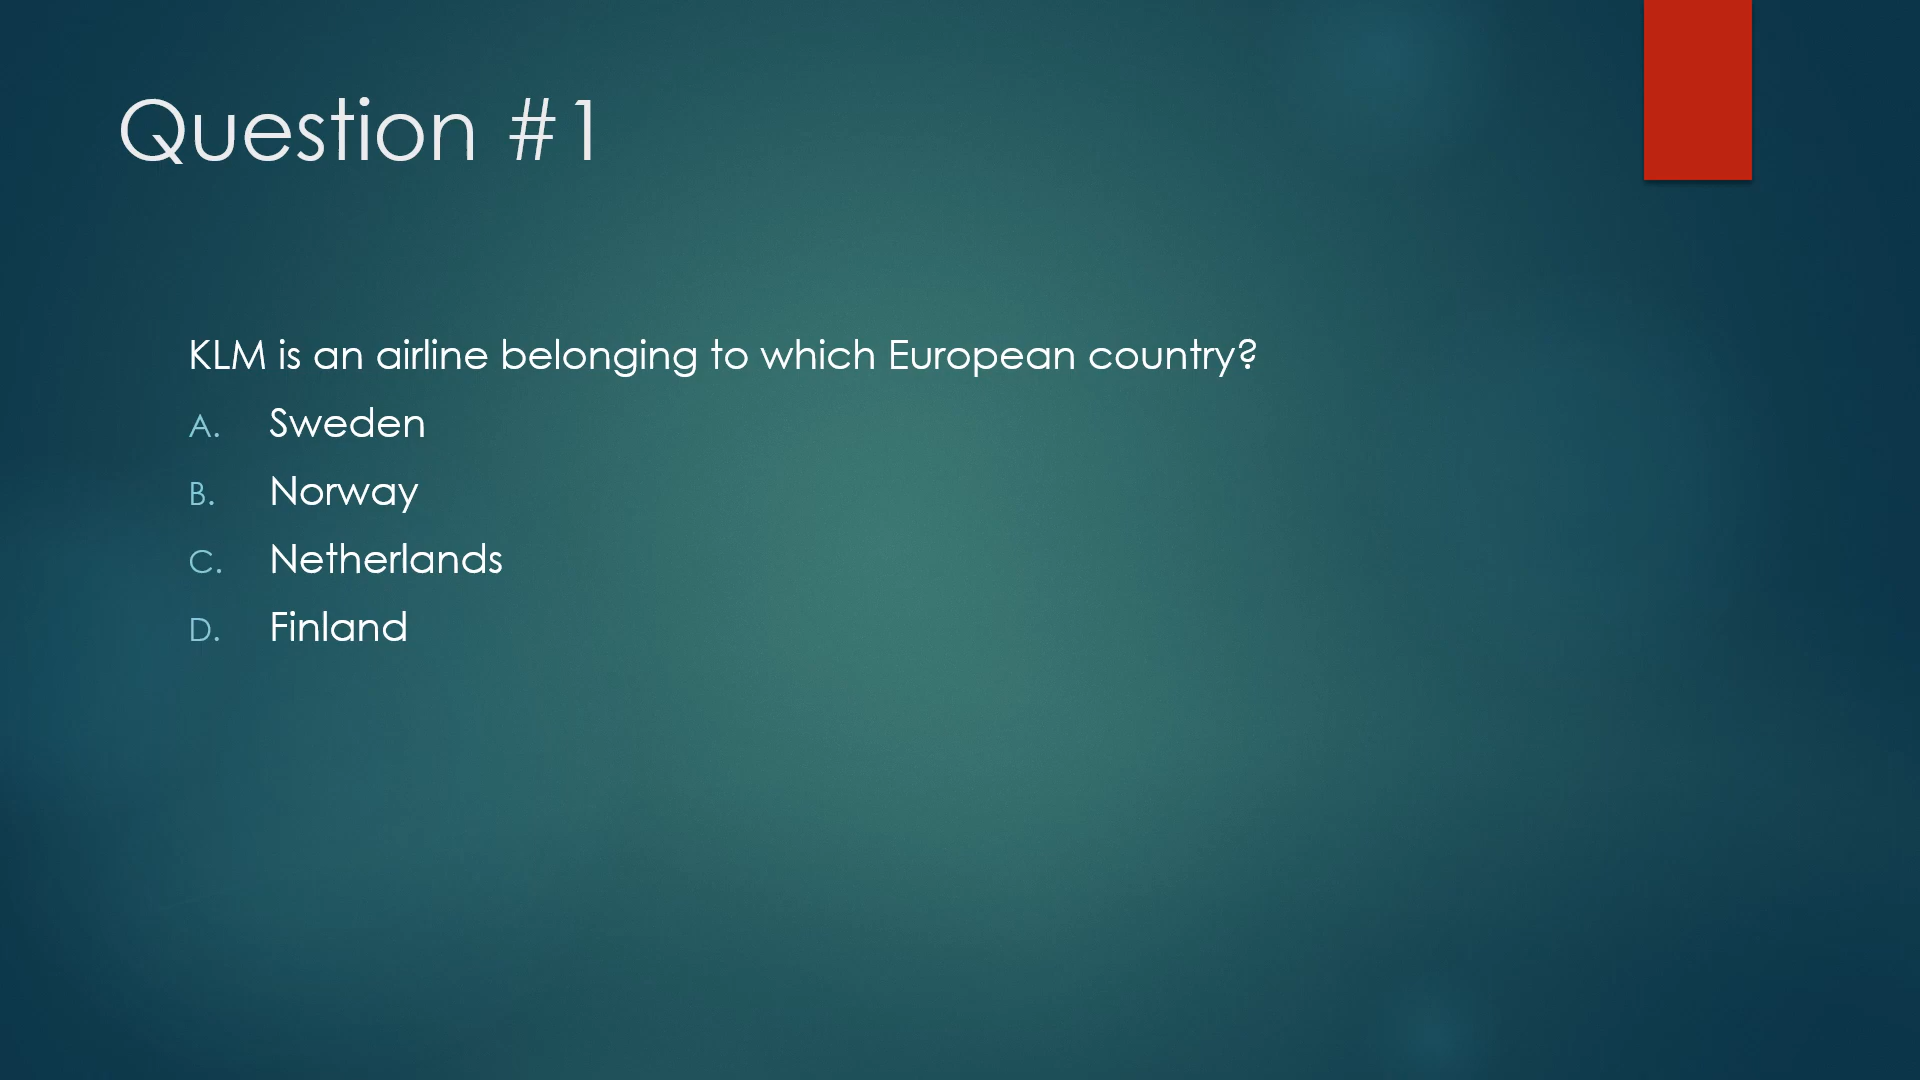 Question #1
KLM is an airline belonging to which European country?
A. Sweden
B. Norway
C. Netherlands
D. Finland